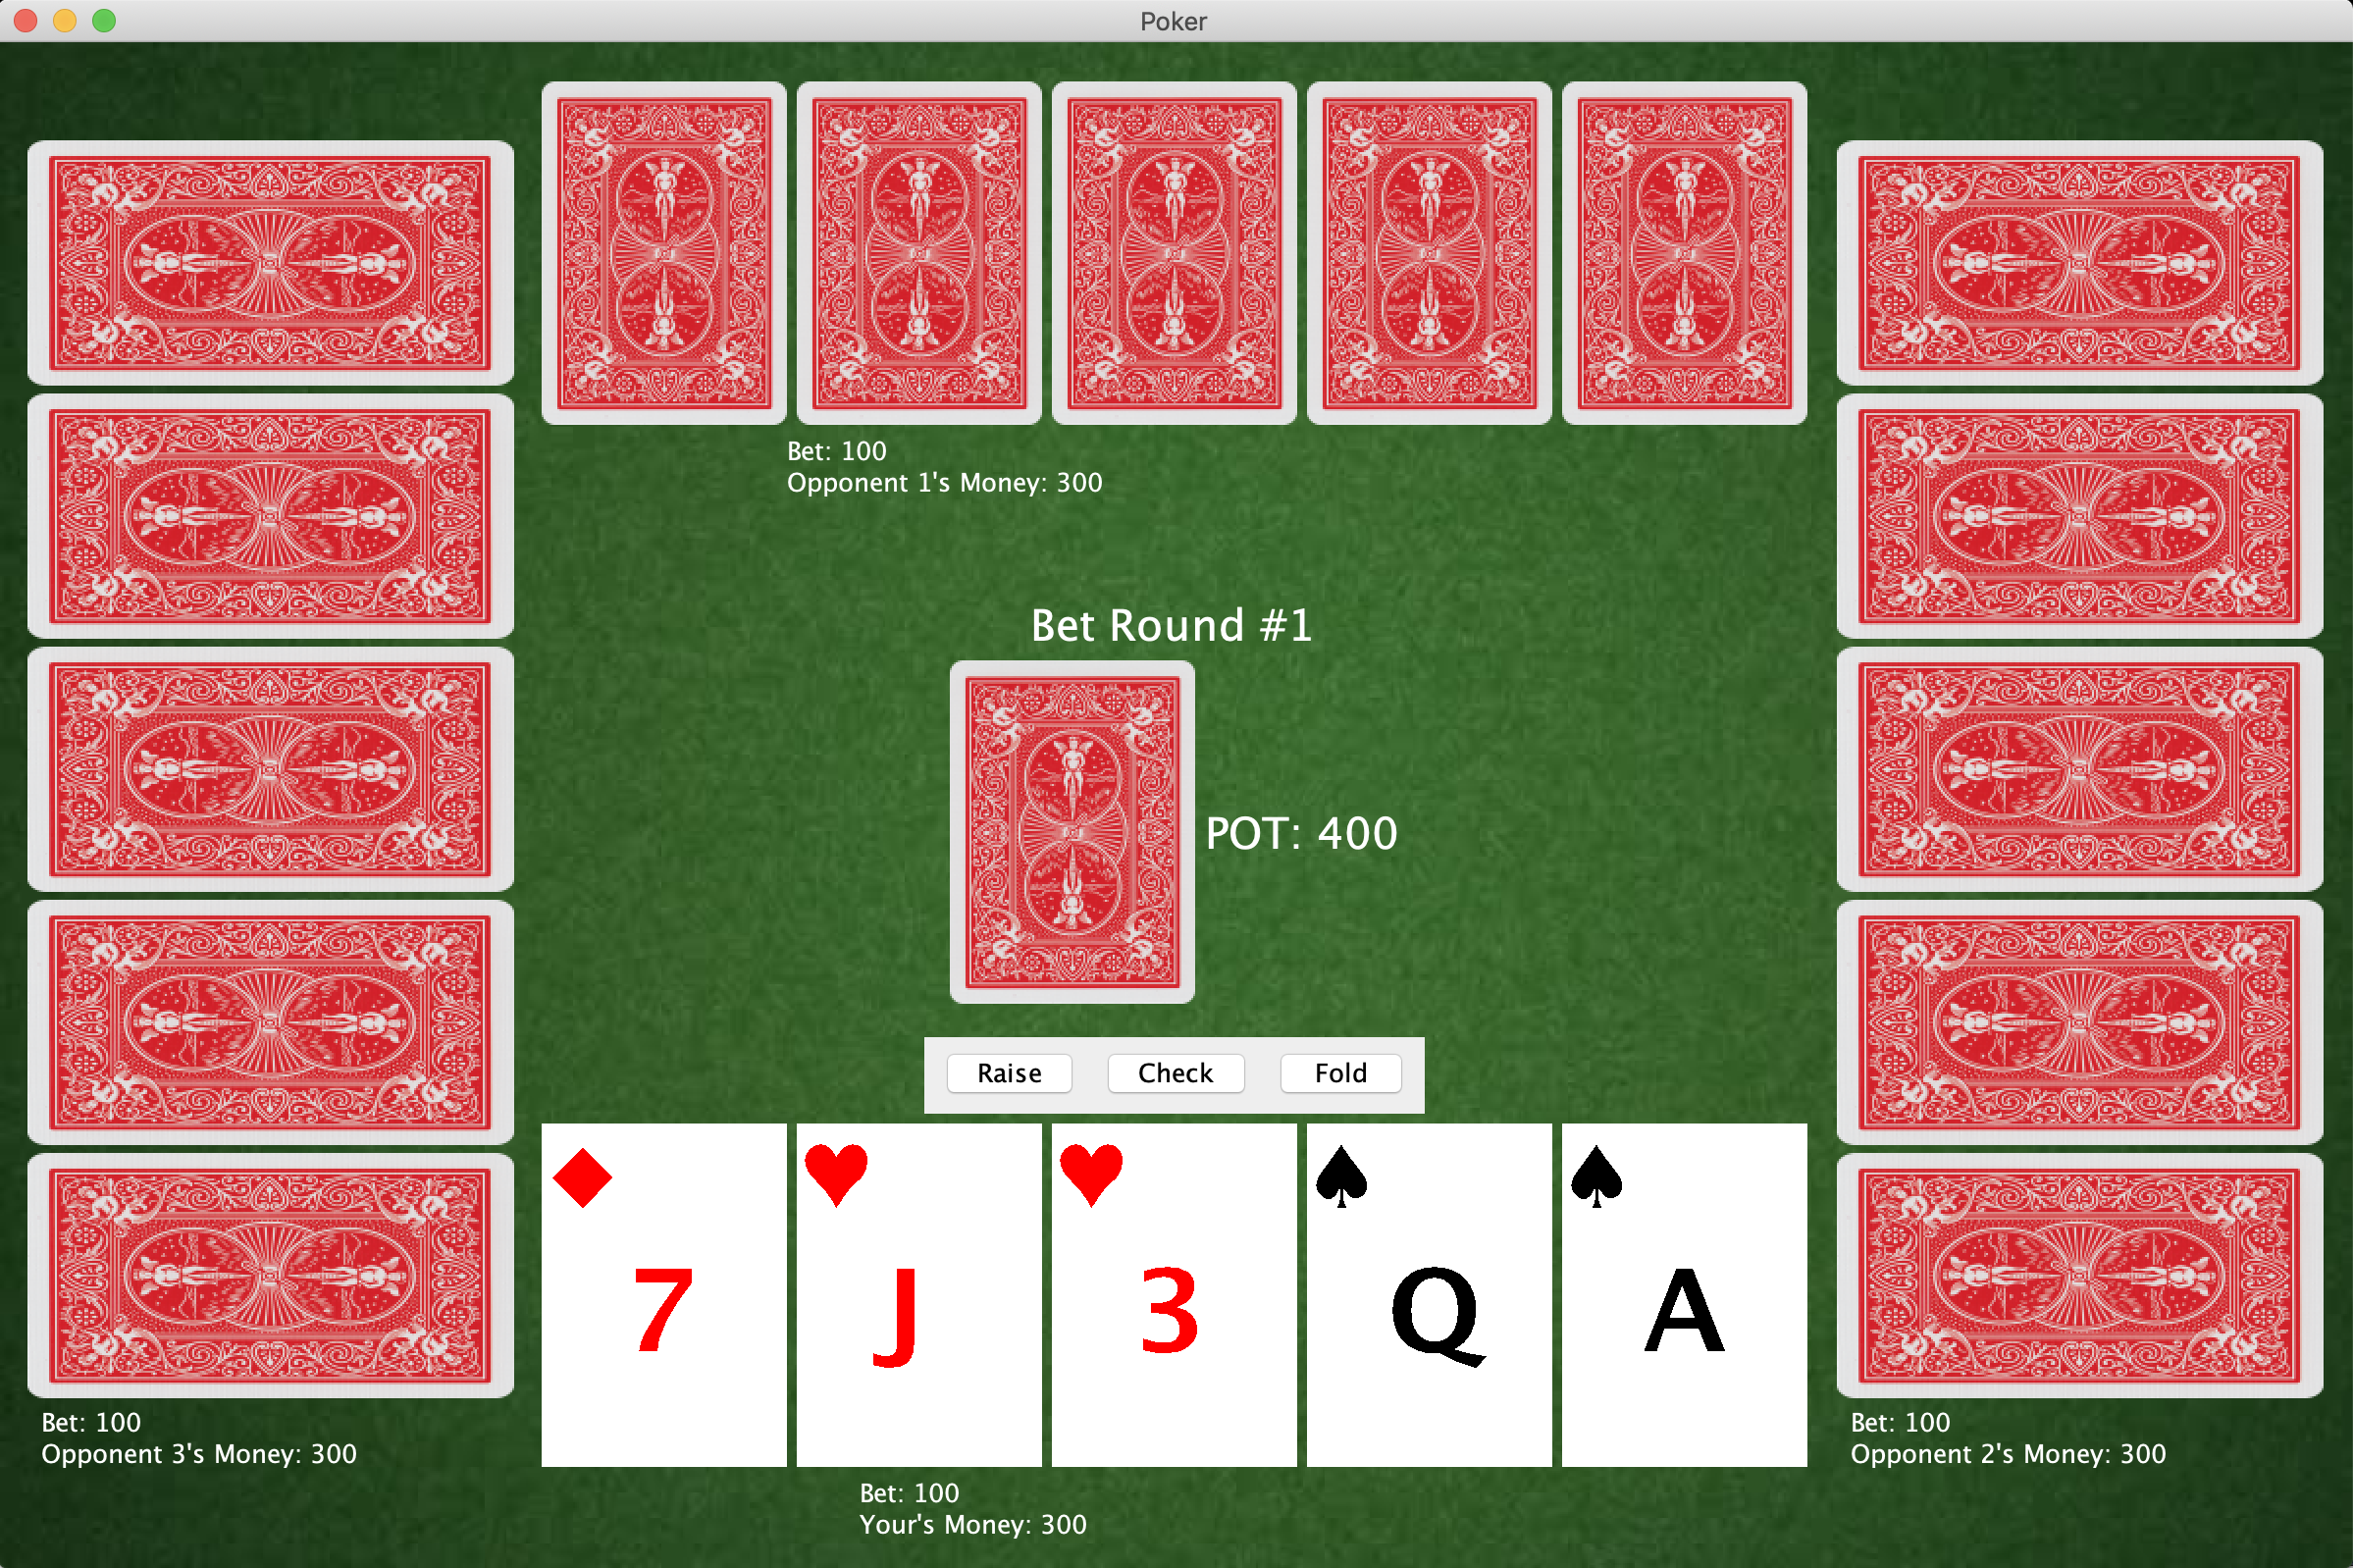 Poker
Bet: 100
Opponent 1's Money: 300
Bet Round #1
POT: 400
Raise Check Fold
7 J 3 Q A
Bet: 100
Opponent 3's Money: 300
Bet: 100
Opponent 2's Money: 300
Bet: 100
Your's Money: 300